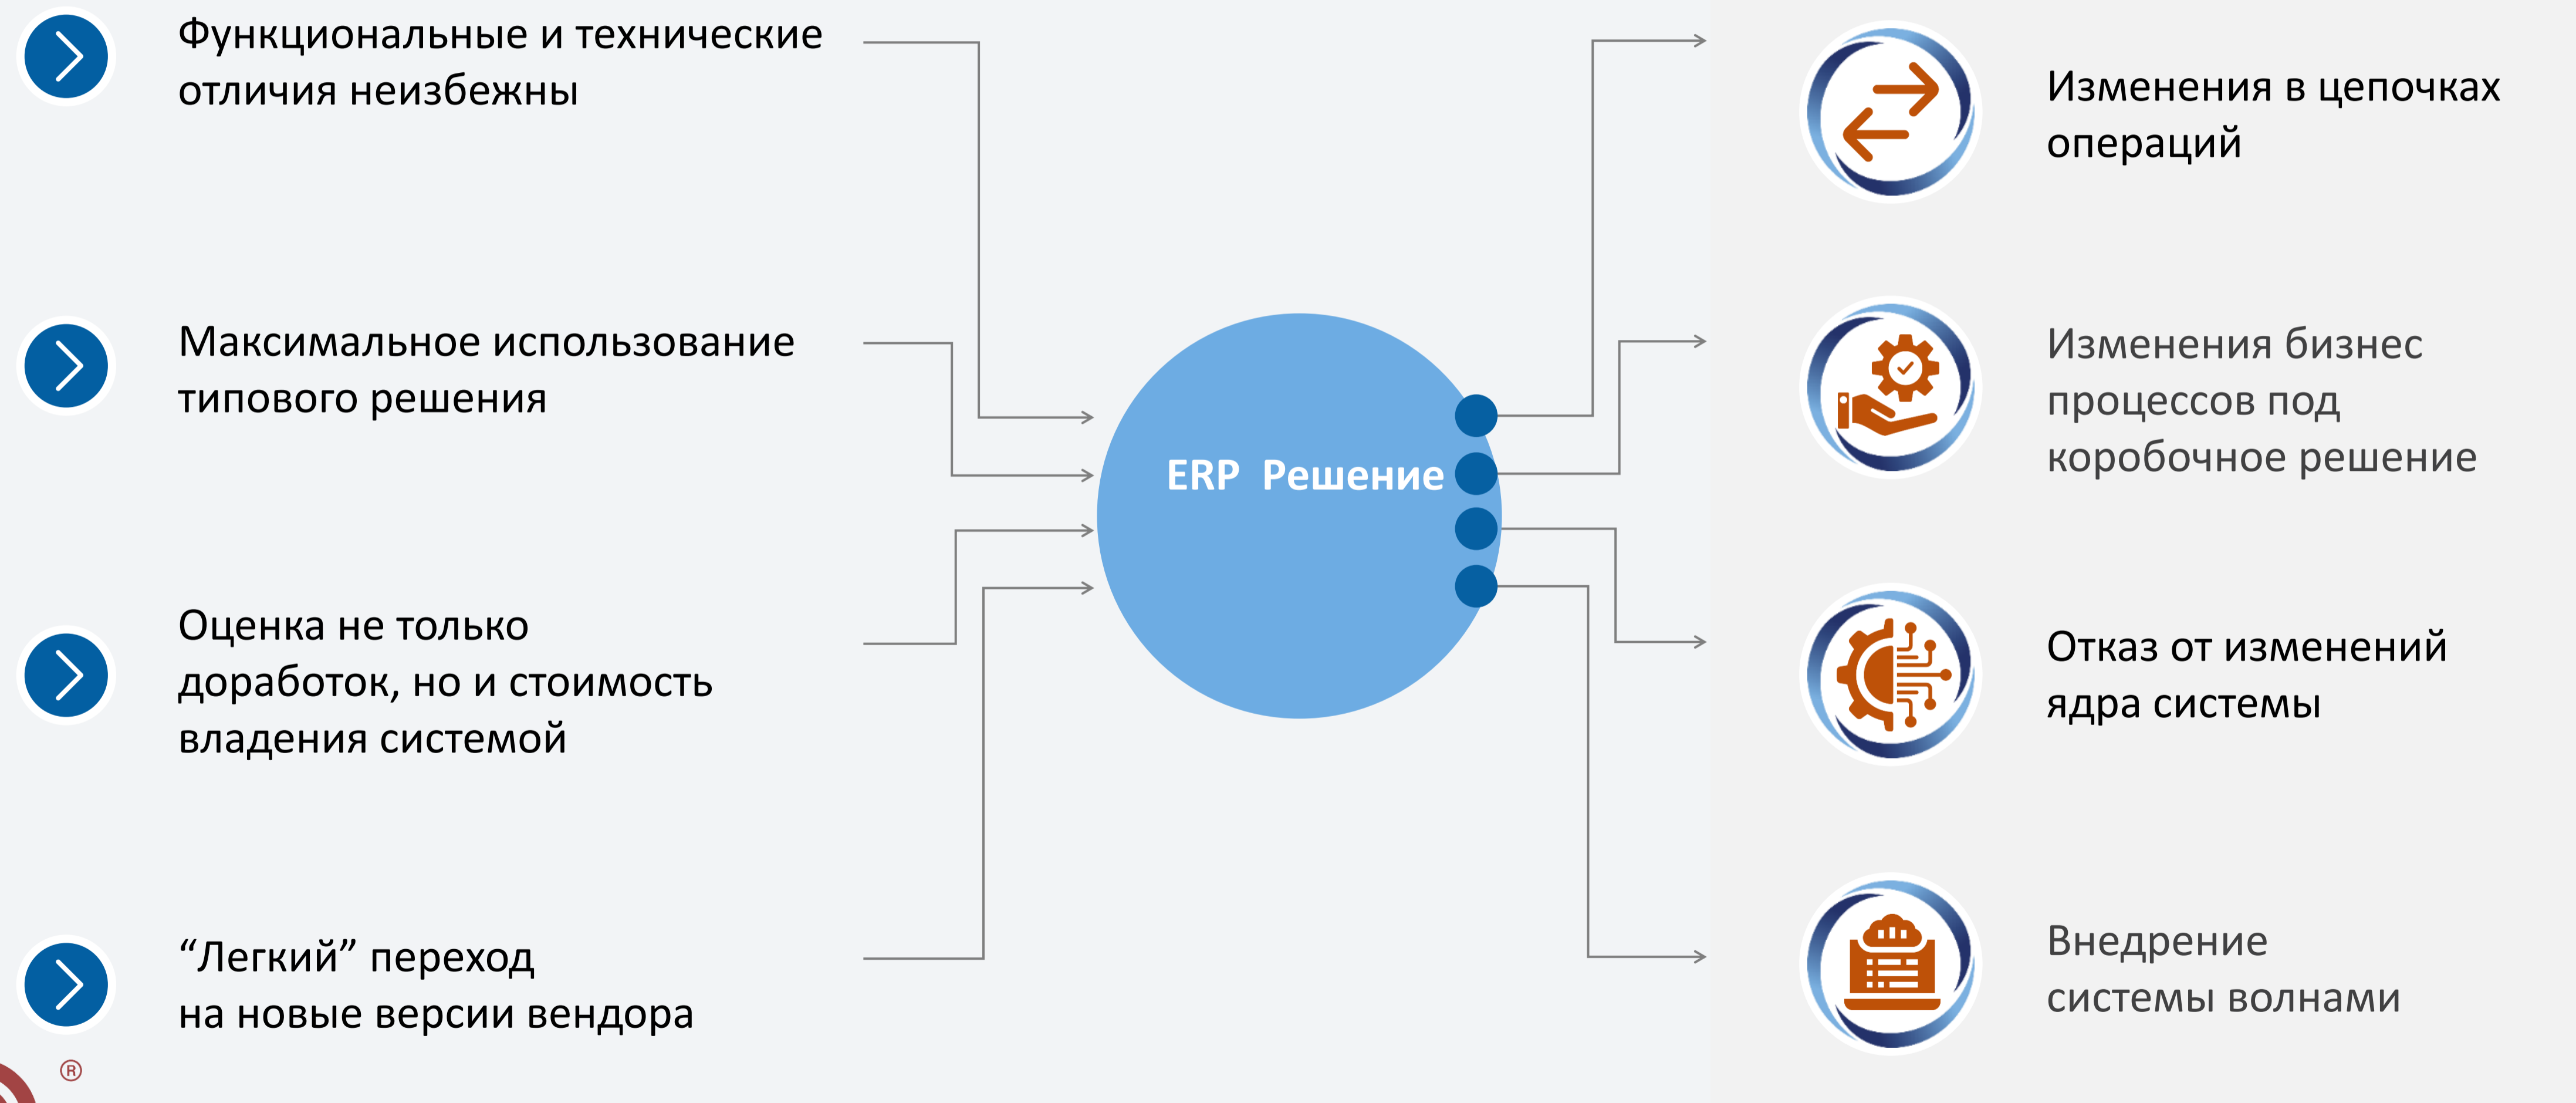 Функциональные и технические
отличия неизбежны
Максимальное использование
типового решения
Оценка не только
доработок, но и стоимость
владения системой
“Легкий” переход
на новые версии вендора
®
ERP Решение
Изменения в цепочках
операций
Изменения бизнес
процессов под
коробочное решение
Отказ от изменений
ядра системы
Внедрение
системы волнами